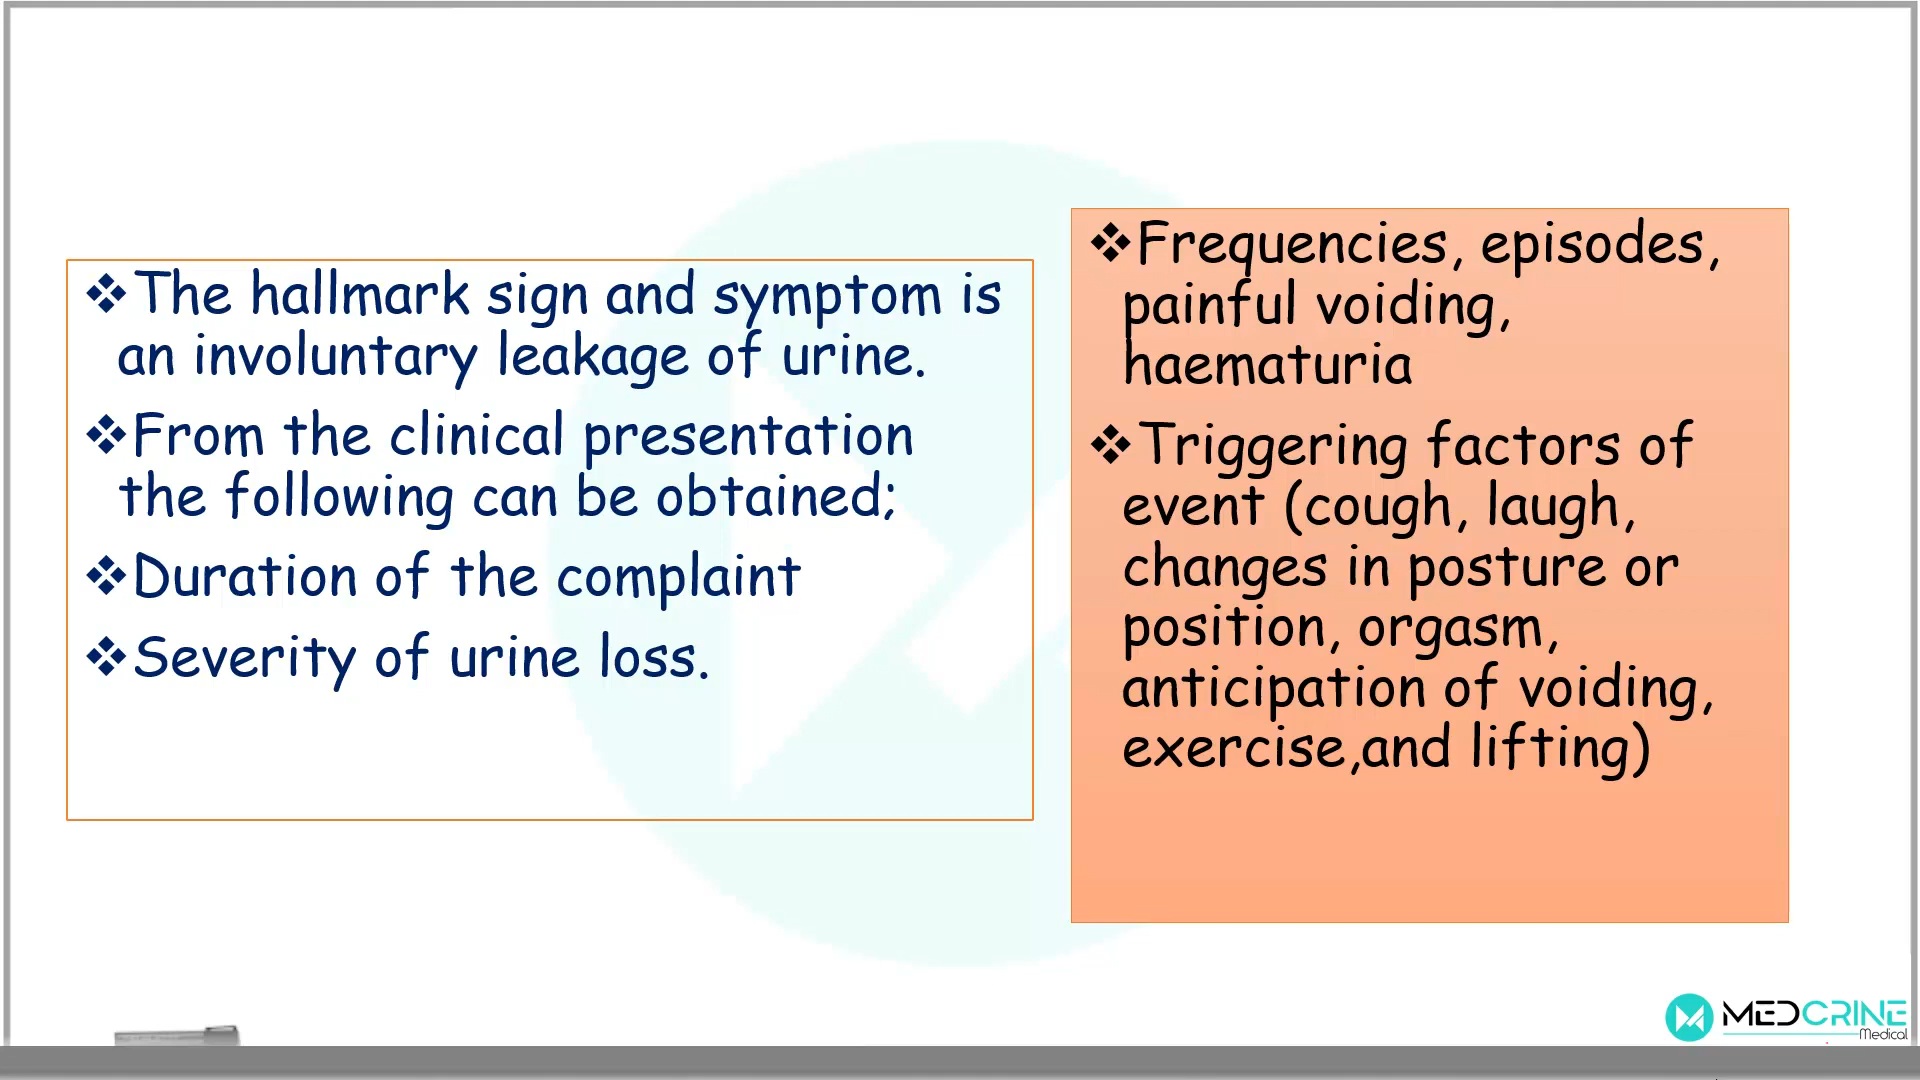 ❖The hallmark sign and symptom is
an involuntary leakage of urine.
❖From the clinical presentation
the following can be obtained;
❖Duration of the complaint
❖Severity of urine loss.
❖Frequencies, episodes,
painful voiding,
haematuria
❖Triggering factors of
event (cough, laugh,
changes in posture or
position, orgasm,
anticipation of voiding,
exercise,and lifting)
MEDCRINE
Medical